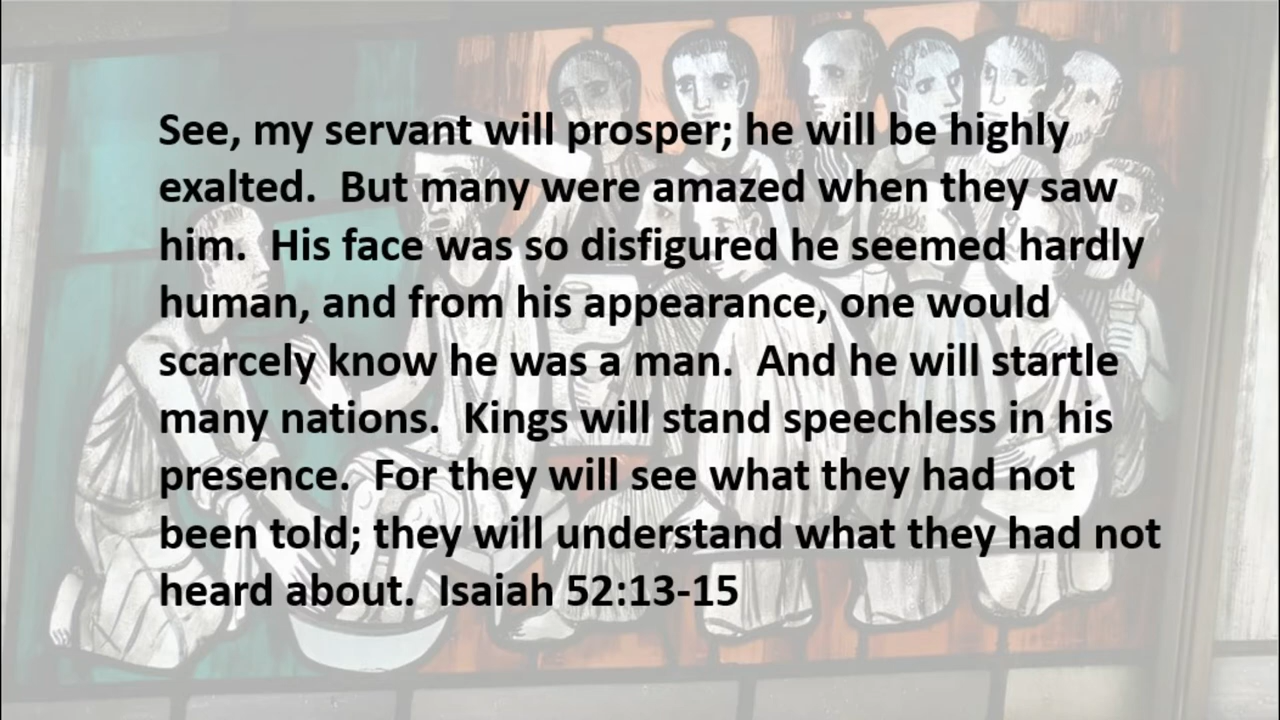 See, my servant will prosper; he will be highly
exalted.  But many were amazed when they saw
him.  His face was so disfigured he seemed hardly
human, and from his appearance, one would
scarcely know he was a man.  And he will startle
many nations.  Kings will stand speechless in his
presence.  For they will see what they had not
been told; they will understand what they had not
heard about.  Isaiah 52:13-15